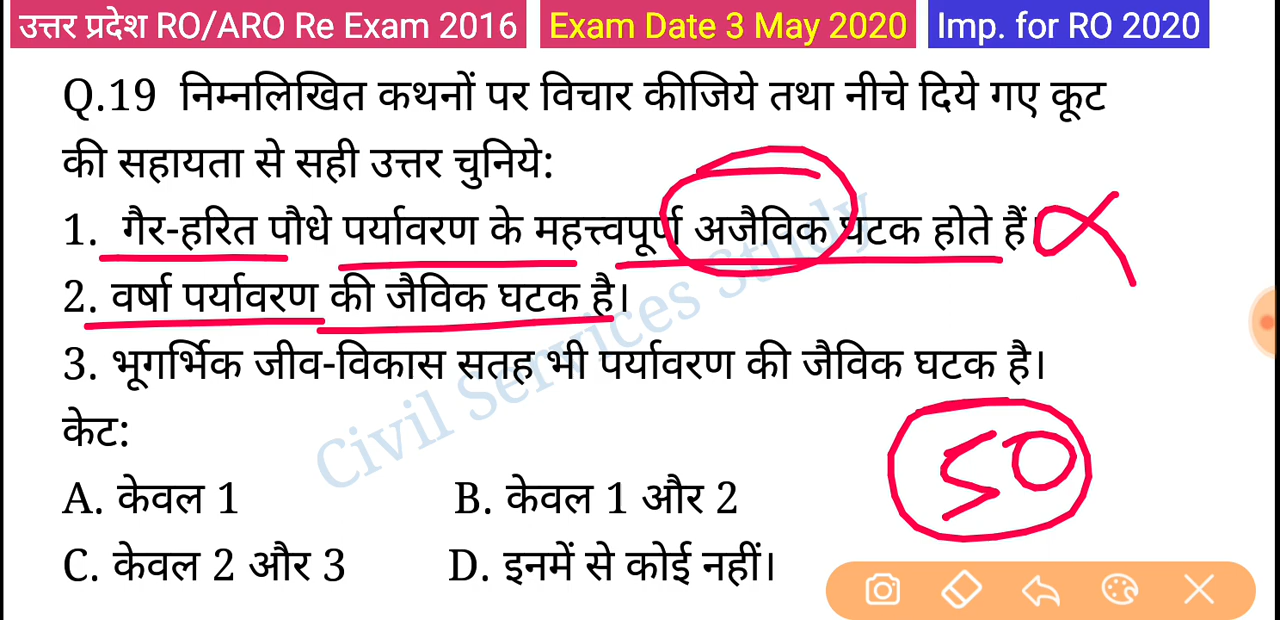 उत्तर प्रदेश RO/ARO Re Exam 2016 Exam Date 3 May 2020 Imp. for RO 2020
Q.19 निम्नलिखित कथनों पर विचार कीजिये तथा नीचे दिये गए कूट
की सहायता से सही उत्तर चुनिये:
1. गैर-हरित पौधे पर्यावरण के महत्त्वपूर्ण अजैविक घटक होते हैं।
2. वर्षा पर्यावरण की जैविक घटक है।
3. भूगर्भिक जीव-विकास सतह भी पर्यावरण की जैविक घटक है।
केट:
A. केवल 1 B. केवल 1 और 2
C. केवल 2 और 3 D. इनमें से कोई नहीं।
50
Civil Services Study